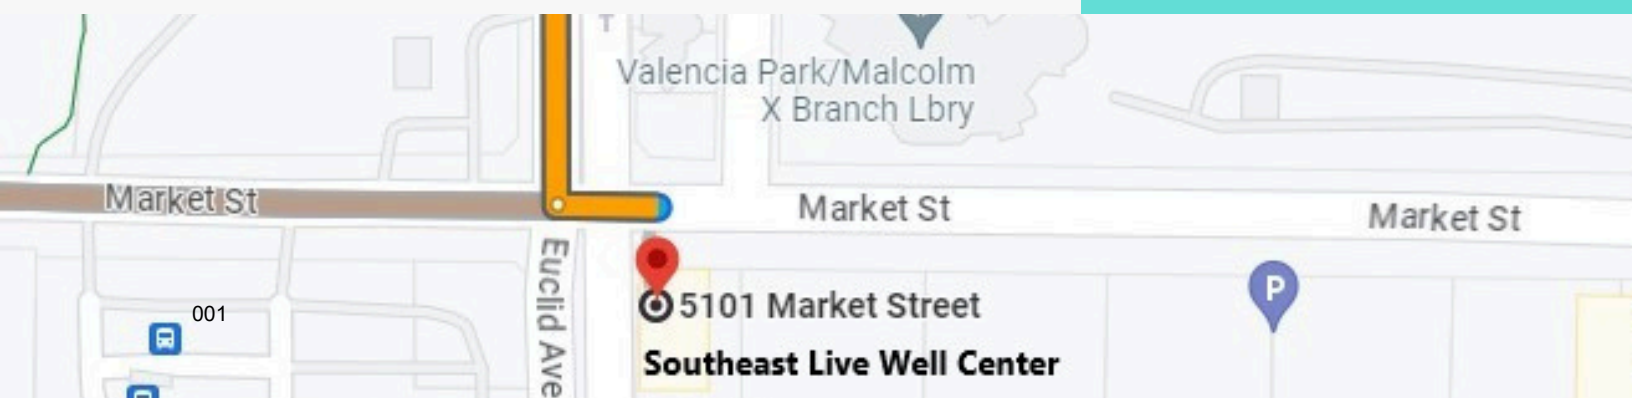 T
Valencia Park/Malcolm
X Branch Lbry
Market St
Market St
Market St
Euclid Ave
5101 Market Street
P
001
Southeast Live Well Center